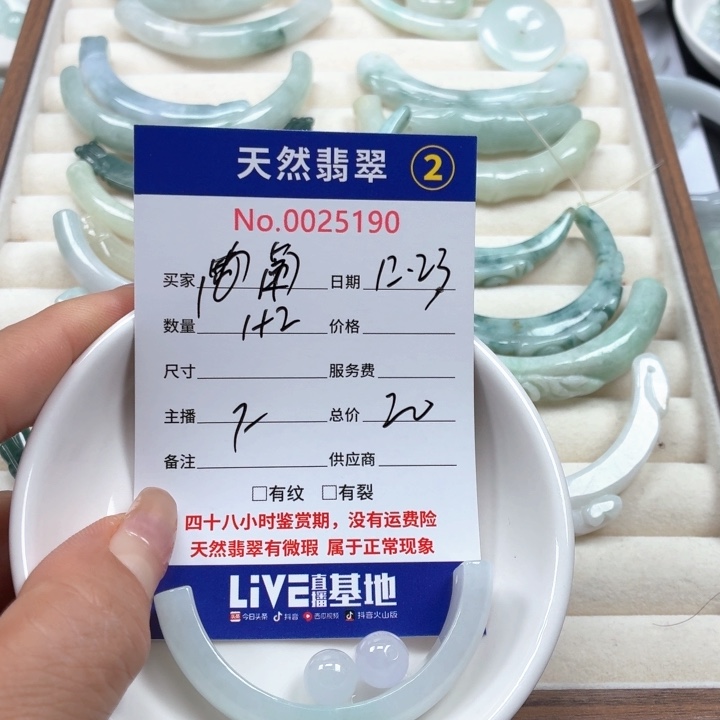 天然翡翠 2
No.0025190
买家 日期 12.23
数量 1+2 价格
尺寸 服务费
主播 总价 20
备注 供应商
□有纹 □有裂
四十八小时鉴赏期，没有运费险
天然翡翠有微瑕 属于正常现象
LiVE直播基地
头条 今日头条 抖音 西瓜视频 抖音火山版